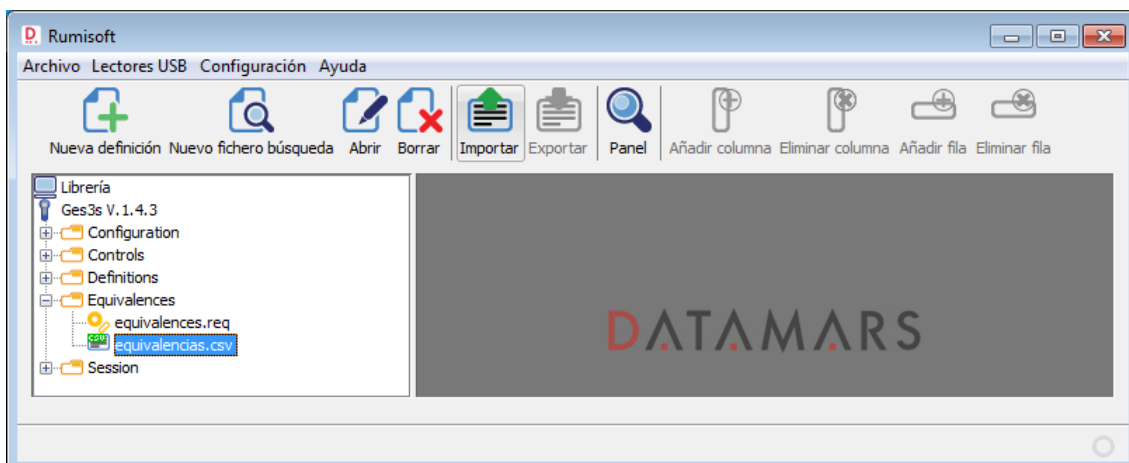 Rumisoft
Archivo Lectores USB Configuración Ayuda
Nueva definición Nuevo fichero búsqueda Abrir Borrar Importar Exportar Panel Añadir columna Eliminar columna Añadir fila Eliminar fila
Librería
Ges3s V.1.4.3
Configuration
Controls
Definitions
Equivalences
equivalences.req
CSV equivalencias.csv
Session
DATAMARS